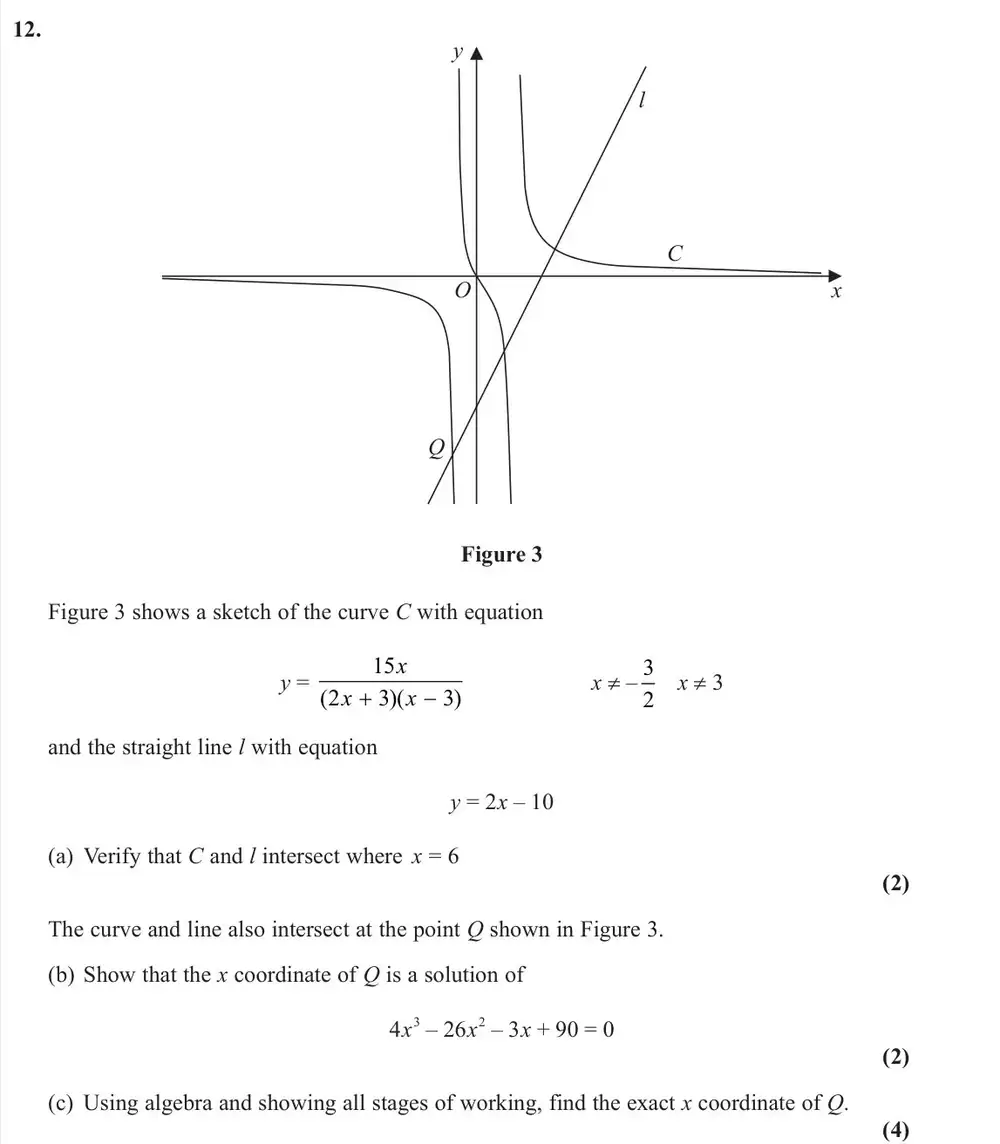 12.
y
l
C
O
x
Q
Figure 3
Figure 3 shows a sketch of the curve C with equation
y = 15x / (2x + 3)(x – 3)    x ≠ –3/2    x ≠ 3
and the straight line l with equation
y = 2x – 10
(a) Verify that C and l intersect where x = 6
(2)
The curve and line also intersect at the point Q shown in Figure 3.
(b) Show that the x coordinate of Q is a solution of
4x³ – 26x² – 3x + 90 = 0
(2)
(c) Using algebra and showing all stages of working, find the exact x coordinate of Q.
(4)